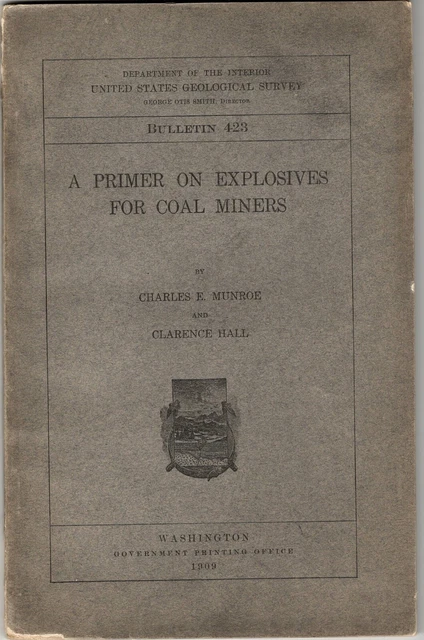 DEPARTMENT OF THE INTERIOR
UNITED STATES GEOLOGICAL SURVEY
GEORGE OTIS SMITH, DIRECTOR
BULLETIN 423
A PRIMER ON EXPLOSIVES
FOR COAL MINERS
BY
CHARLES E. MUNROE
AND
CLARENCE HALL
WASHINGTON
GOVERNMENT PRINTING OFFICE
1909